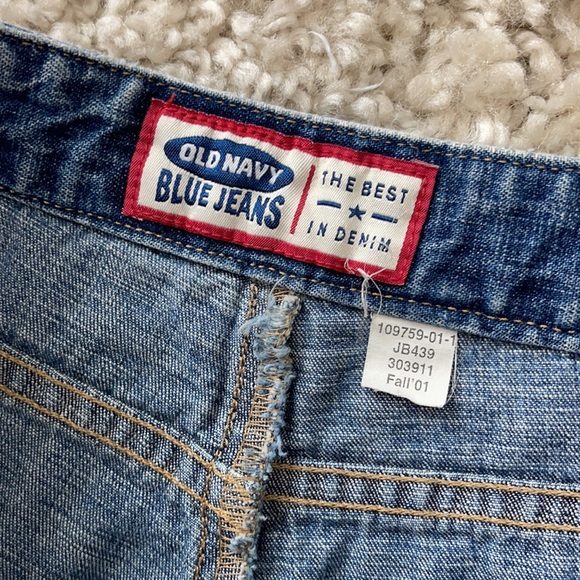 OLD NAVY
BLUE JEANS
THE BEST
IN DENIM
109759-01-1
JB439
303911
Fall'01